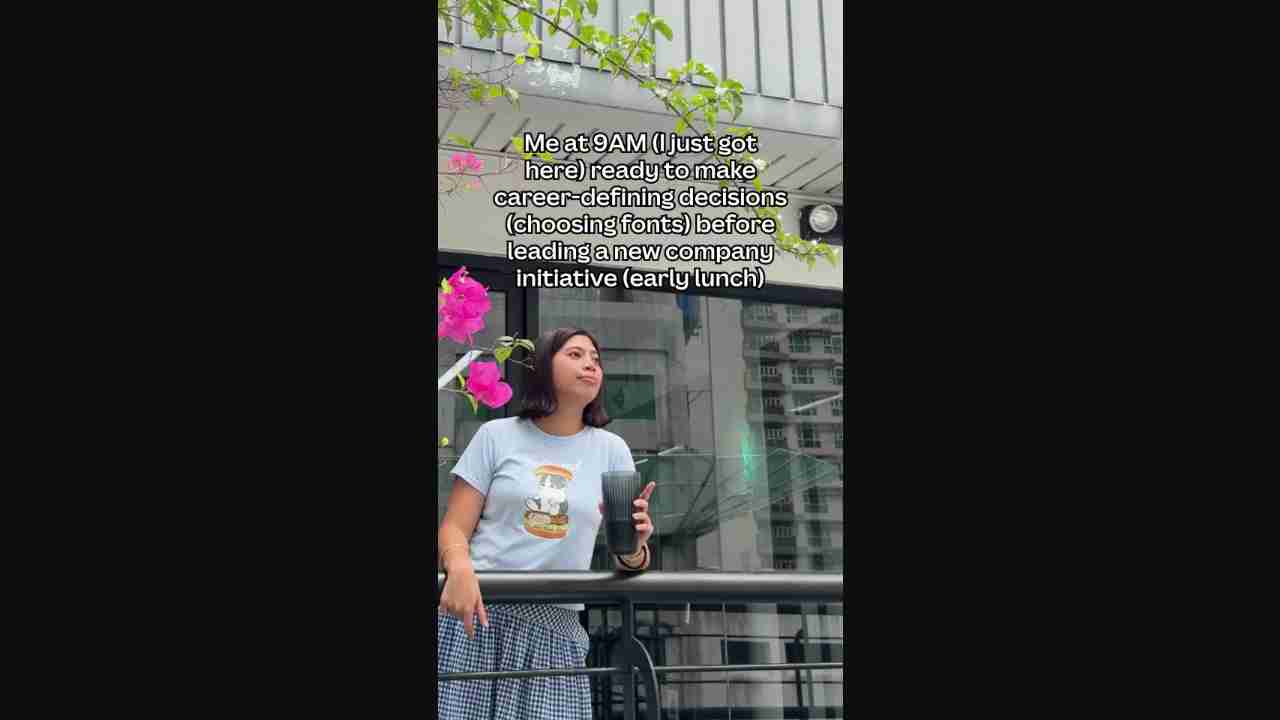 Me at 9AM (I just got
here) ready to make
career-defining decisions
(choosing fonts) before
leading a new company
initiative (early lunch)